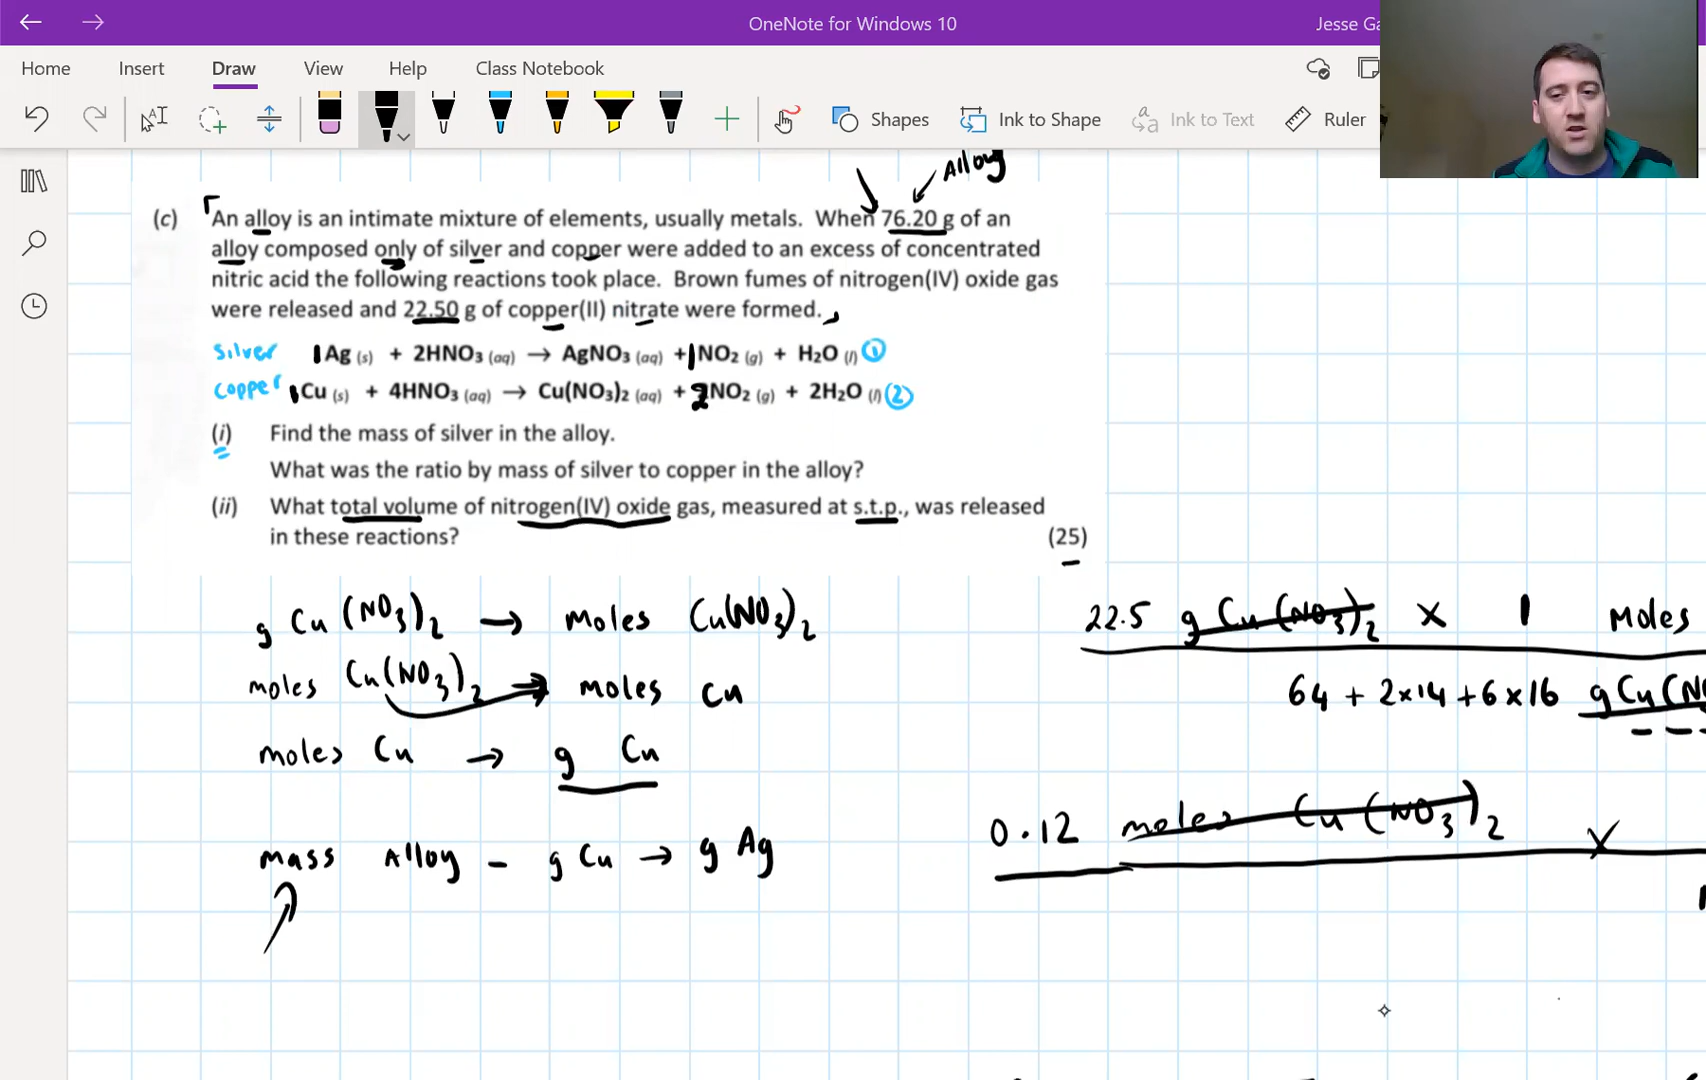 OneNote for Windows 10
Jesse Ga
Home Insert Draw View Help Class Notebook
Shapes Ink to Shape Ink to Text Ruler
Alloy
(c) An alloy is an intimate mixture of elements, usually metals. When 76.20 g of an
alloy composed only of silver and copper were added to an excess of concentrated
nitric acid the following reactions took place. Brown fumes of nitrogen(IV) oxide gas
were released and 22.50 g of copper(II) nitrate were formed.
silver 1Ag (s) + 2HNO₃ (aq) → AgNO₃ (aq) + 1NO₂ (g) + H₂O (l) ①
copper 1Cu (s) + 4HNO₃ (aq) → Cu(NO₃)₂ (aq) + 2NO₂ (g) + 2H₂O (l) ②
(i) Find the mass of silver in the alloy.
What was the ratio by mass of silver to copper in the alloy?
(ii) What total volume of nitrogen(IV) oxide gas, measured at s.t.p., was released
in these reactions? (25)
g Cu (NO₃)₂ → moles Cu(NO₃)₂
moles Cu(NO₃)₂ → moles Cu
moles Cu → g Cu
mass Alloy - g Cu → g Ag
22.5 g Cu (NO₃)₂ x 1 Moles
64 + 2x14 + 6x16 g Cu(N
0.12 moles Cu (NO₃)₂ x